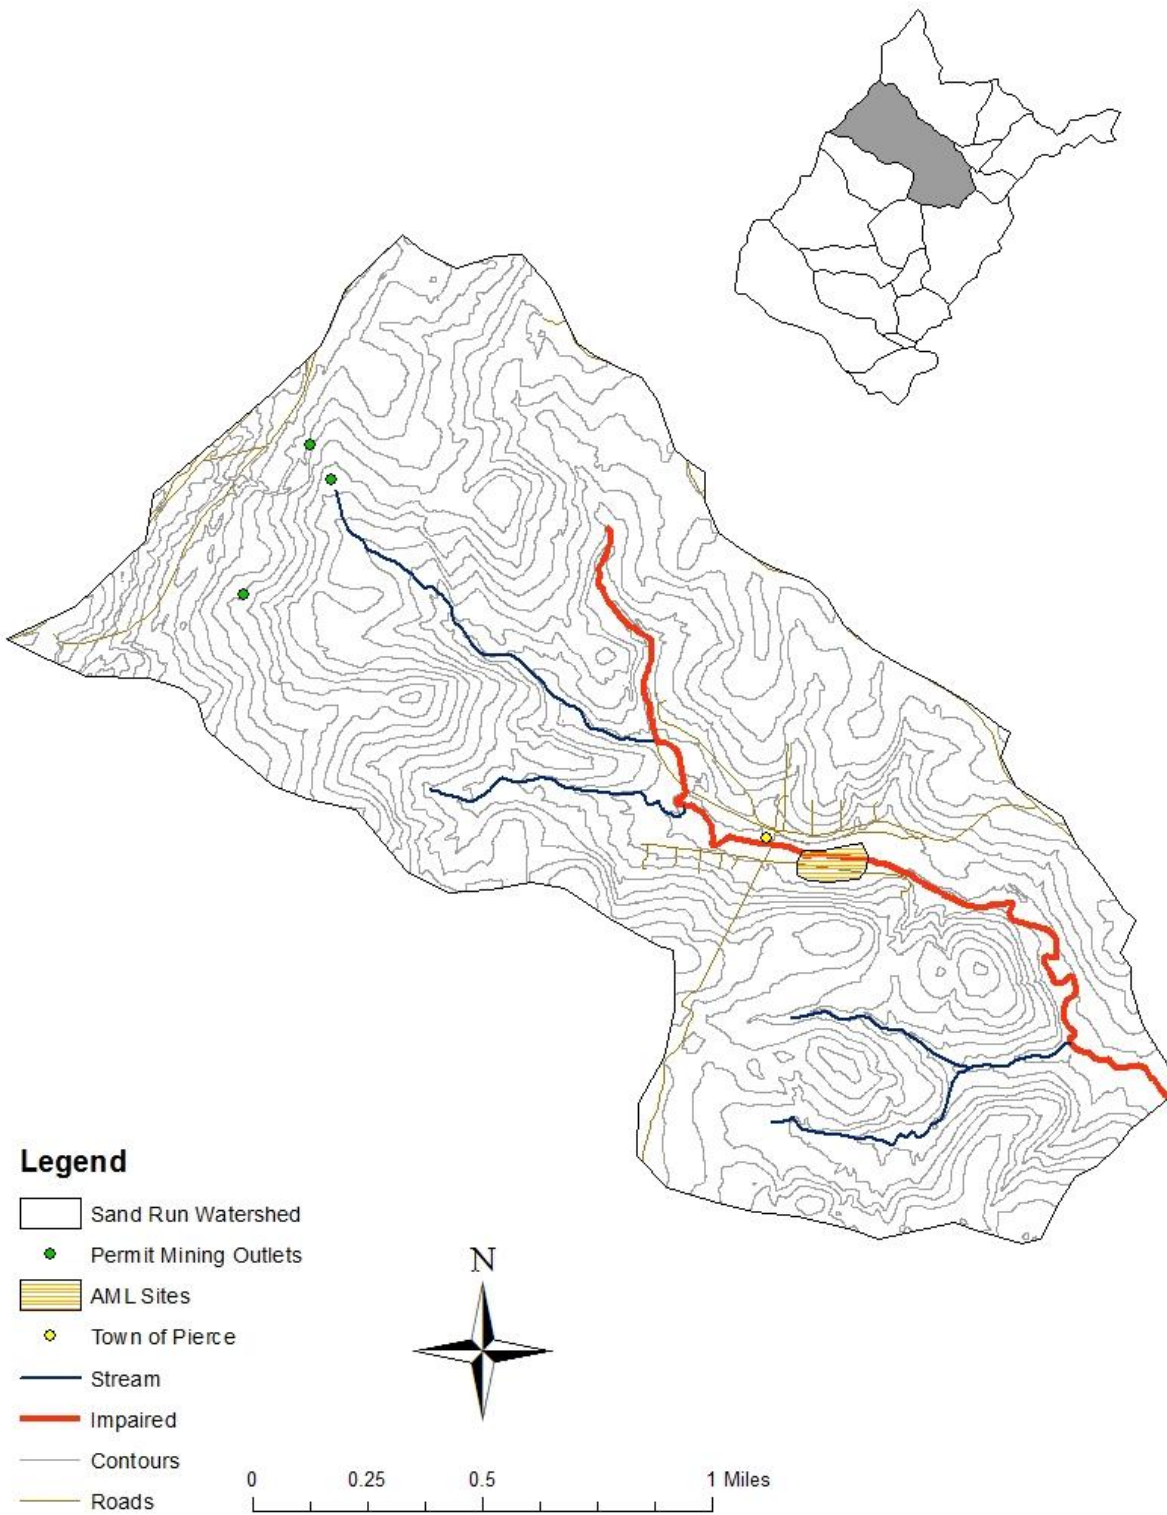 Legend
Sand Run Watershed
Permit Mining Outlets
AML Sites
Town of Pierce
Stream
Impaired
Contours
Roads
N
0 0.25 0.5 1 Miles